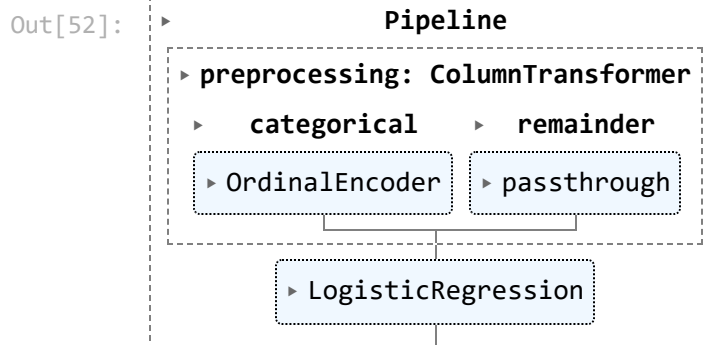 Out[52]:
Pipeline
preprocessing: ColumnTransformer
categorical remainder
OrdinalEncoder passthrough
LogisticRegression